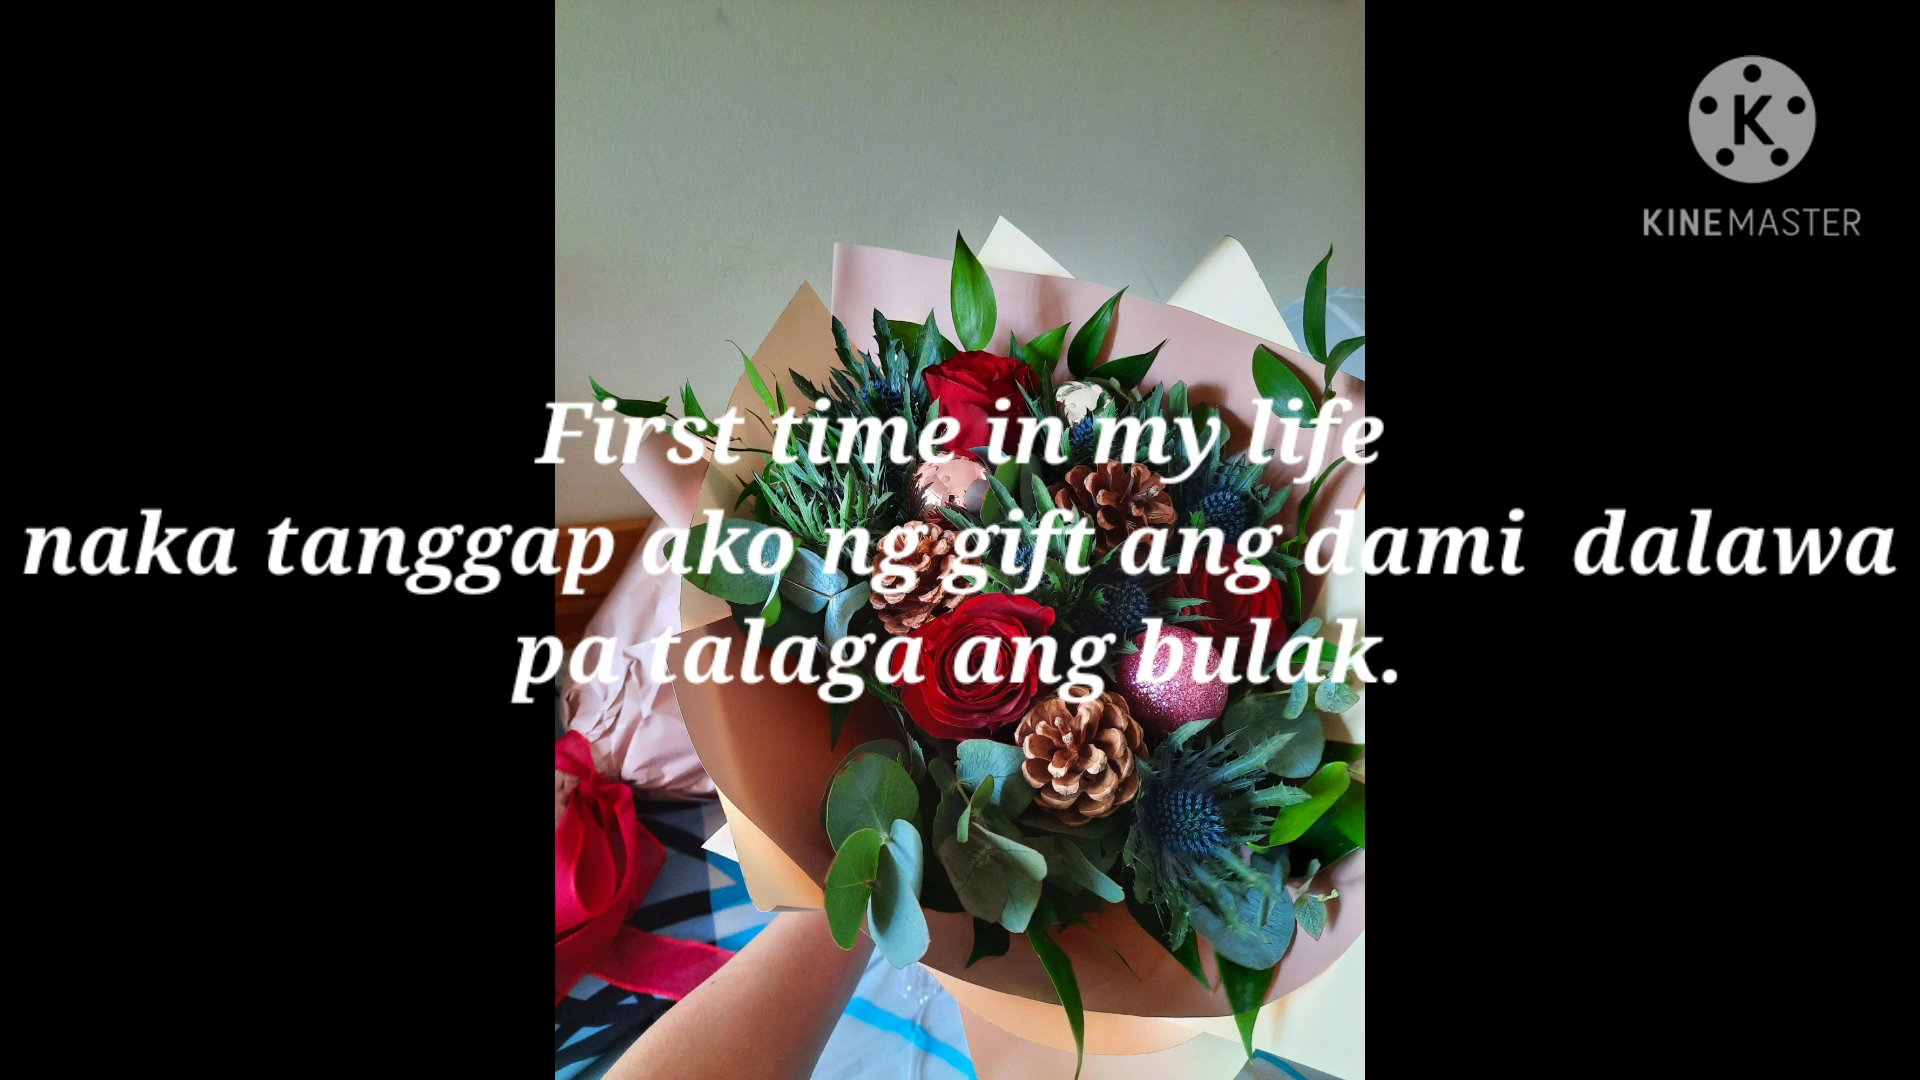 KINEMASTER
First time in my life
naka tanggap ako ng gift ang dami dalawa
pa talaga ang bulak.